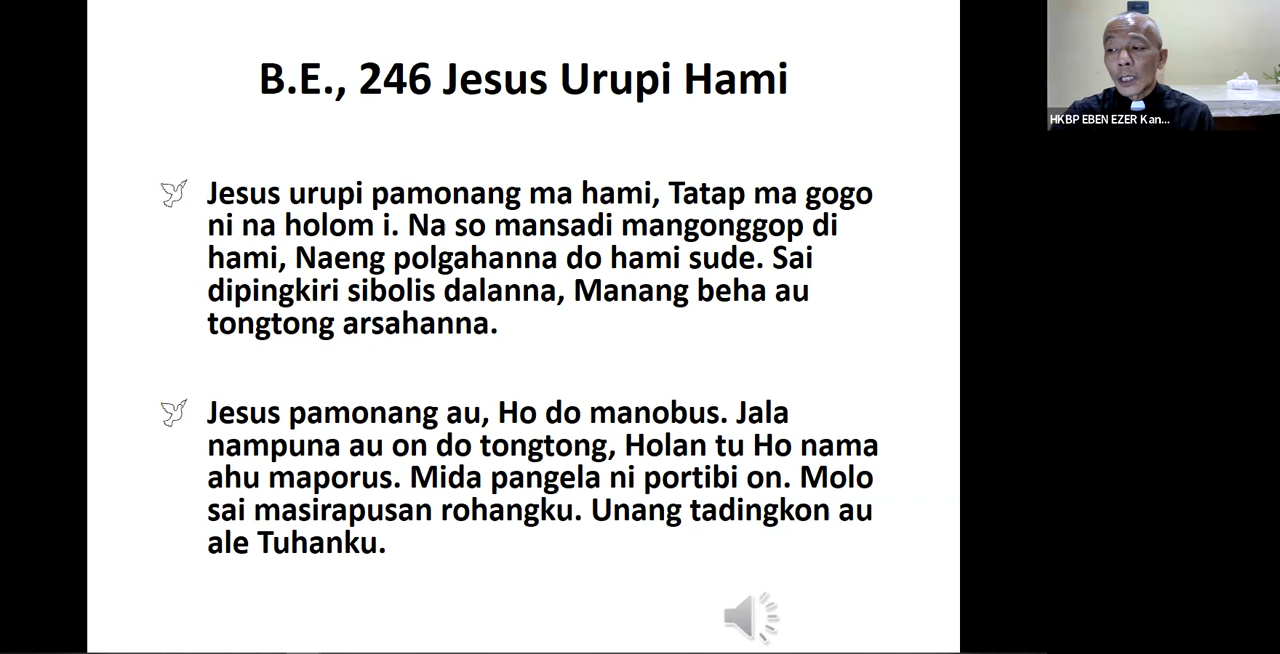 B.E., 246 Jesus Urupi Hami
Jesus urupi pamonang ma hami, Tatap ma gogo
ni na holom i. Na so mansadi mangonggop di
hami, Naeng polgahanna do hami sude. Sai
dipingkiri sibolis dalanna, Manang beha au
tongtong arsahanna.
Jesus pamonang au, Ho do manobus. Jala
nampuna au on do tongtong, Holan tu Ho nama
ahu maporus. Mida pangela ni portibi on. Molo
sai masirapusan rohangku. Unang tadingkon au
ale Tuhanku.
HKBP EBEN EZER Kan...